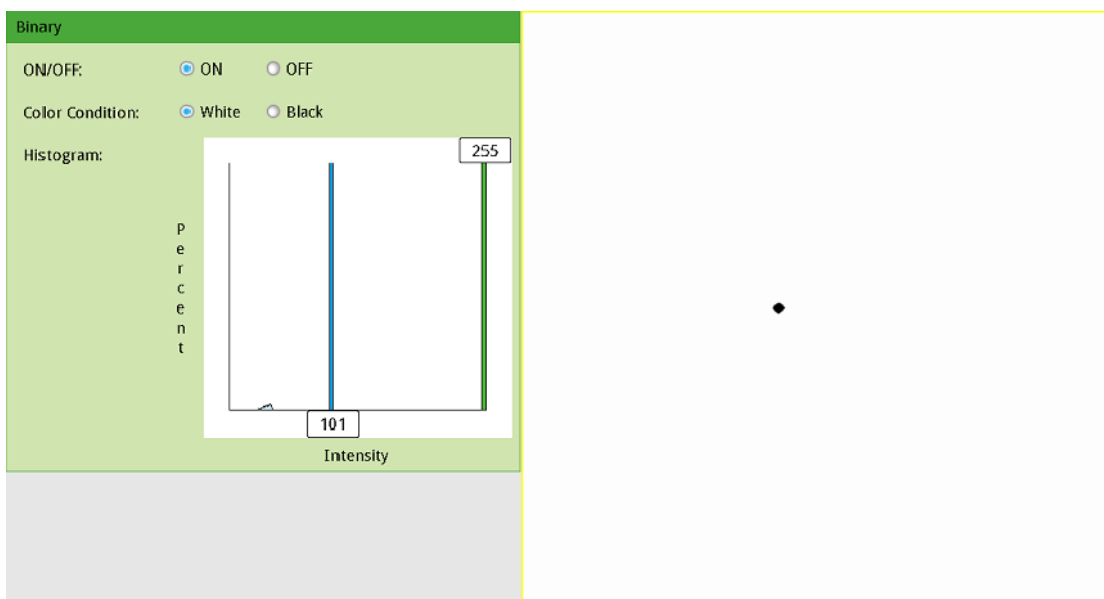 Binary
ON/OFF: ON OFF
Color Condition: White Black
Histogram:
255
Percent
101
Intensity